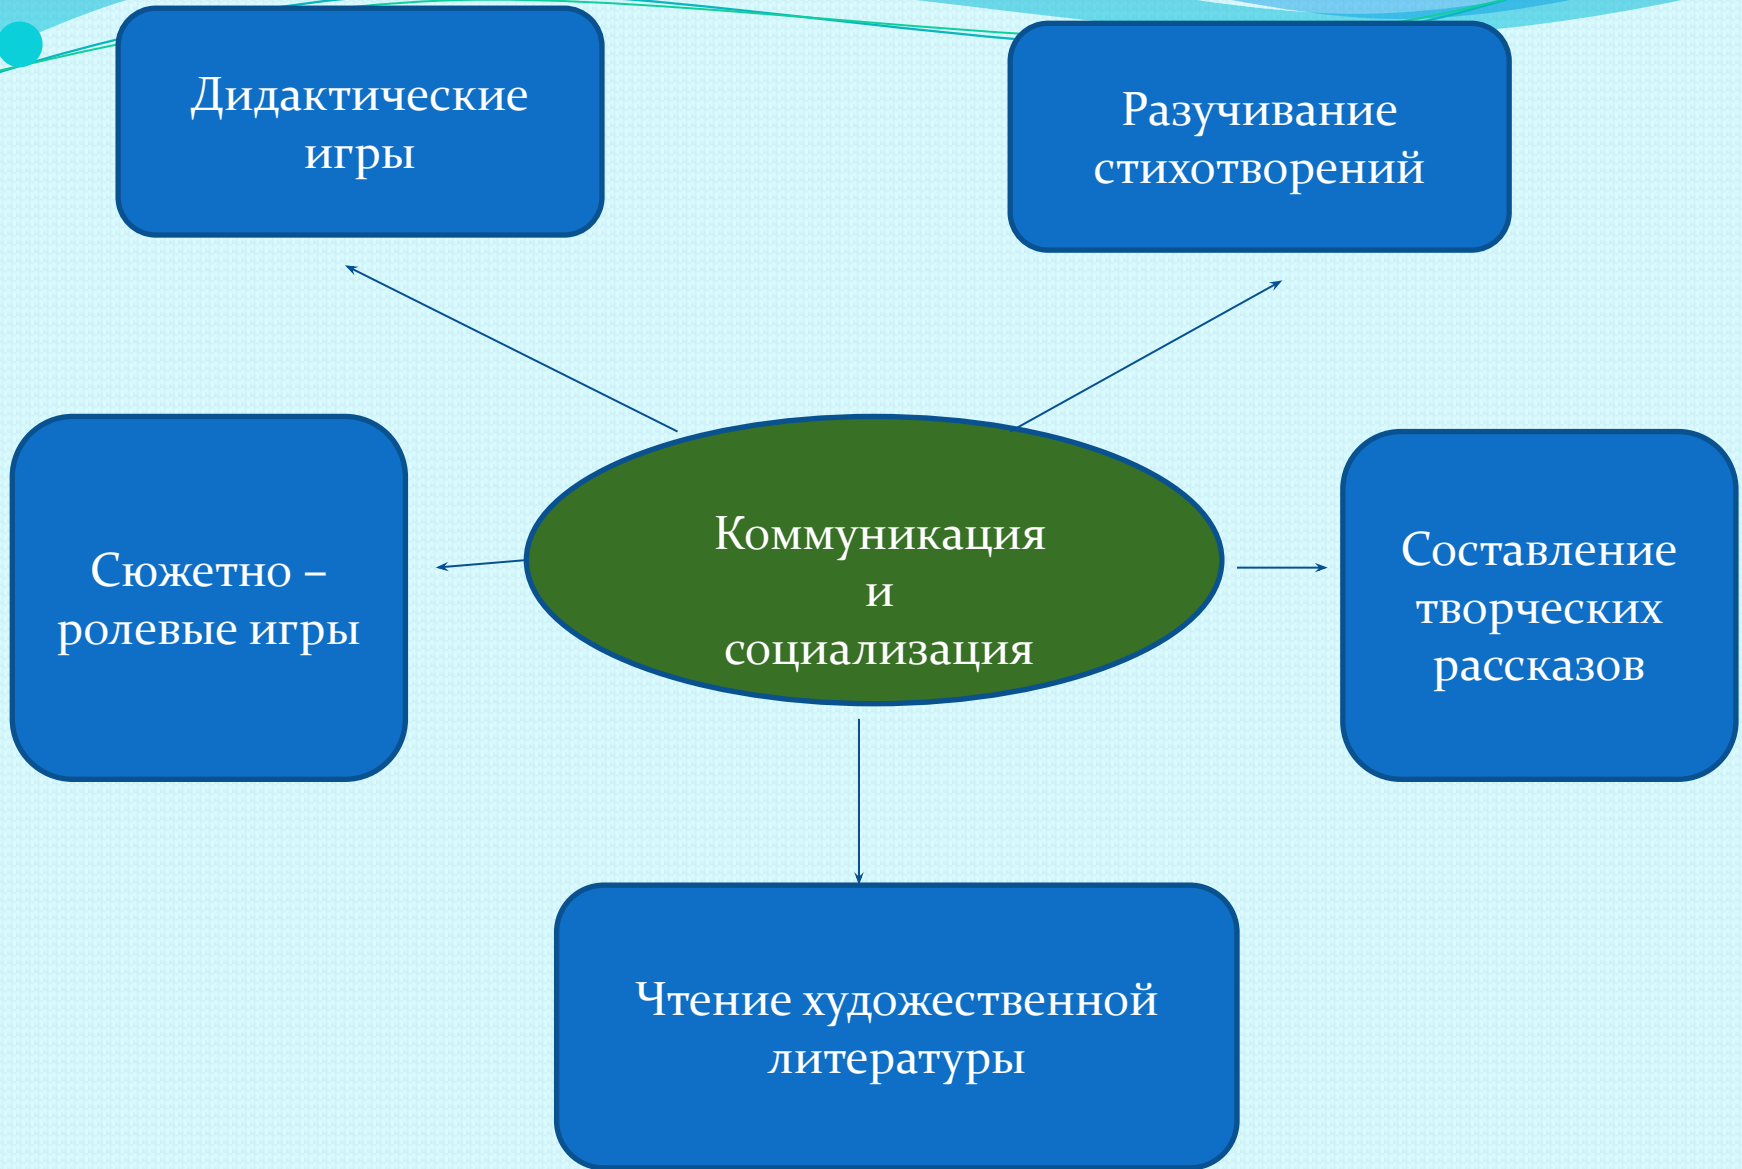 Дидактические
игры
Разучивание
стихотворений
Сюжетно –
ролевые игры
Коммуникация
и
социализация
Составление
творческих
рассказов
Чтение художественной
литературы